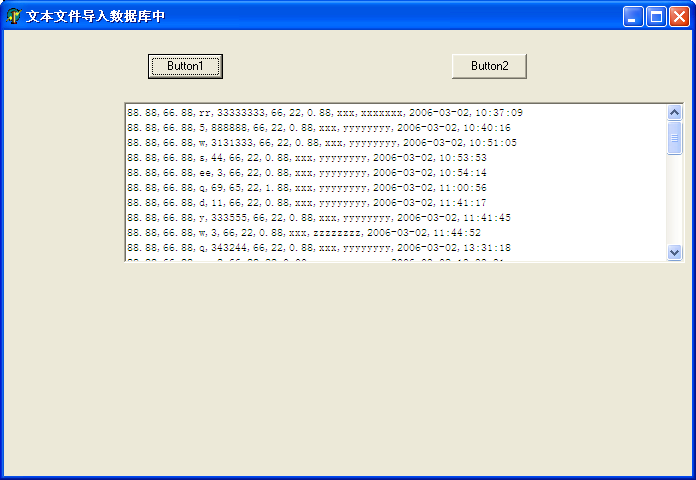 文本文件导入数据库中
Button1 Button2
88.88,66.88,rr,33333333,66,22,0.88,xxx,xxxxxxx,2006-03-02,10:37:09
88.88,66.88,5,888888,66,22,0.88,xxx,yyyyyyyy,2006-03-02,10:40:16
88.88,66.88,w,3131333,66,22,0.88,xxx,yyyyyyyy,2006-03-02,10:51:05
88.88,66.88,s,44,66,22,0.88,xxx,yyyyyyyy,2006-03-02,10:53:53
88.88,66.88,ee,3,66,22,0.88,xxx,yyyyyyyy,2006-03-02,10:54:14
88.88,66.88,q,69,65,22,1.88,xxx,yyyyyyyy,2006-03-02,11:00:56
88.88,66.88,d,11,66,22,0.88,xxx,yyyyyyyy,2006-03-02,11:41:17
88.88,66.88,y,333555,66,22,0.88,xxx,yyyyyyyy,2006-03-02,11:41:45
88.88,66.88,w,3,66,22,0.88,xxx,zzzzzzzz,2006-03-02,11:44:52
88.88,66.88,q,343244,66,22,0.88,xxx,yyyyyyyy,2006-03-02,13:31:18